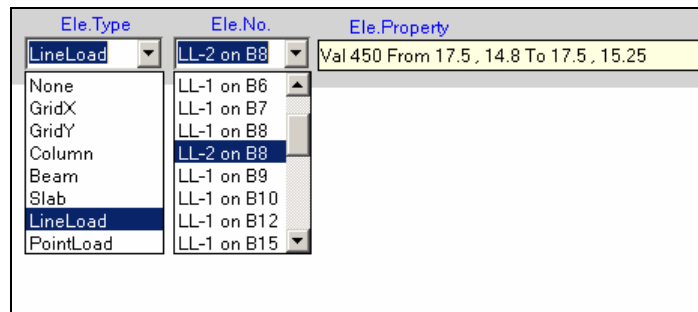 Ele.Type Ele.No. Ele.Property
LineLoad LL-2 on B8 Val 450 From 17.5 , 14.8 To 17.5 , 15.25
None LL-1 on B6
GridX LL-1 on B7
GridY LL-1 on B8
Column LL-2 on B8
Beam LL-1 on B9
Slab LL-1 on B10
LineLoad LL-1 on B12
PointLoad LL-1 on B15